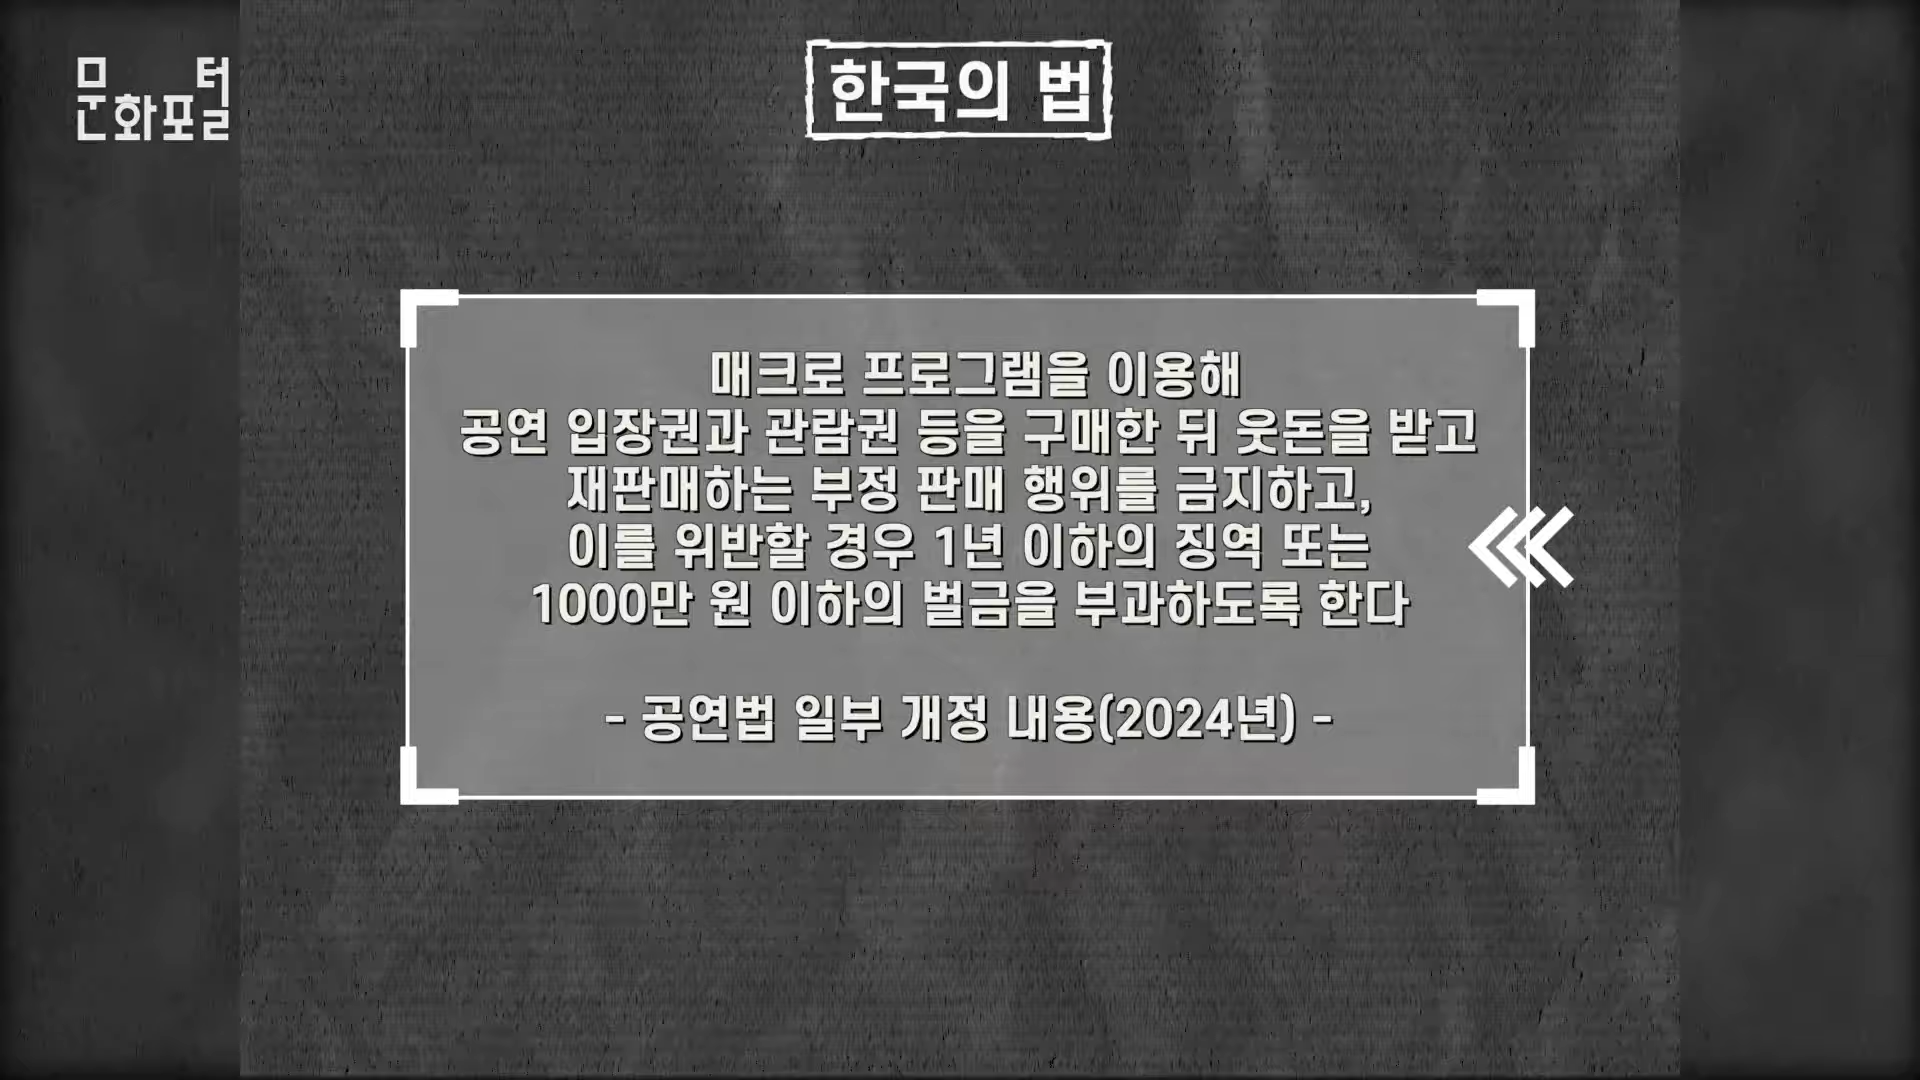 문화포털
한국의 법
매크로 프로그램을 이용해
공연 입장권과 관람권 등을 구매한 뒤 웃돈을 받고
재판매하는 부정 판매 행위를 금지하고,
이를 위반할 경우 1년 이하의 징역 또는
1000만 원 이하의 벌금을 부과하도록 한다
- 공연법 일부 개정 내용(2024년) -